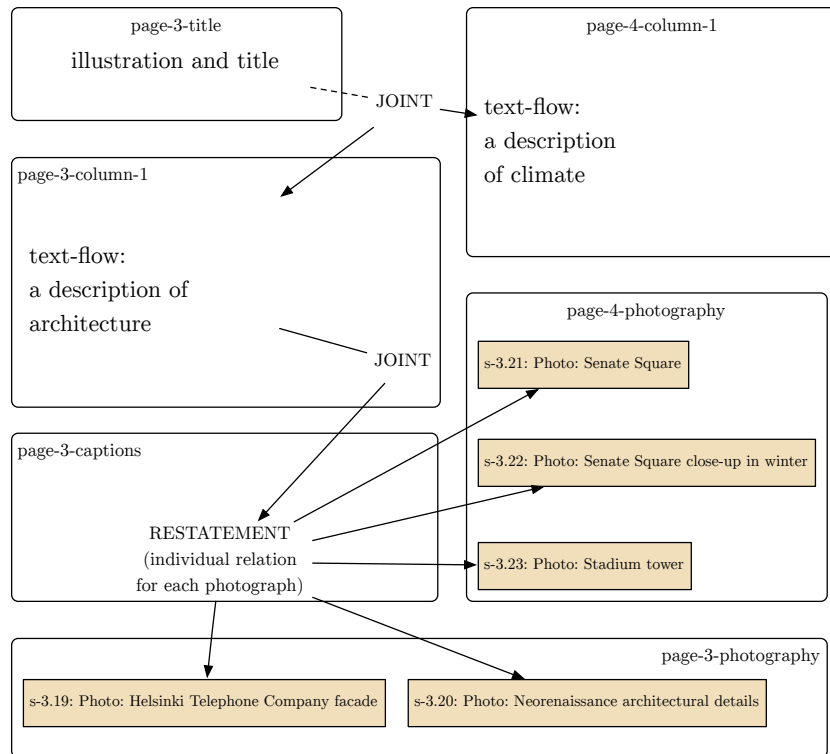 page-3-title
illustration and title
page-4-column-1
JOINT
text-flow:
a description
of climate
page-3-column-1
text-flow:
a description of
architecture
JOINT
page-4-photography
s-3.21: Photo: Senate Square
s-3.22: Photo: Senate Square close-up in winter
s-3.23: Photo: Stadium tower
page-3-captions
RESTATEMENT
(individual relation
for each photograph)
page-3-photography
s-3.19: Photo: Helsinki Telephone Company facade
s-3.20: Photo: Neorenaissance architectural details